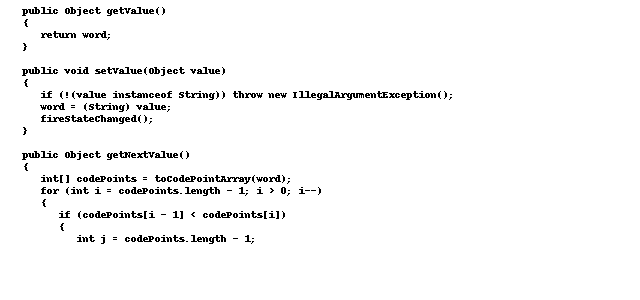 public Object getValue()
{
return word;
}
public void setValue(Object value)
{
if (!(value instanceof String)) throw new IllegalArgumentException();
word = (String) value;
fireStateChanged();
}
public Object getNextValue()
{
int[] codePoints = toCodePointArray(word);
for (int i = codePoints.length - 1; i > 0; i--)
{
if (codePoints[i - 1] < codePoints[i])
{
int j = codePoints.length - 1;